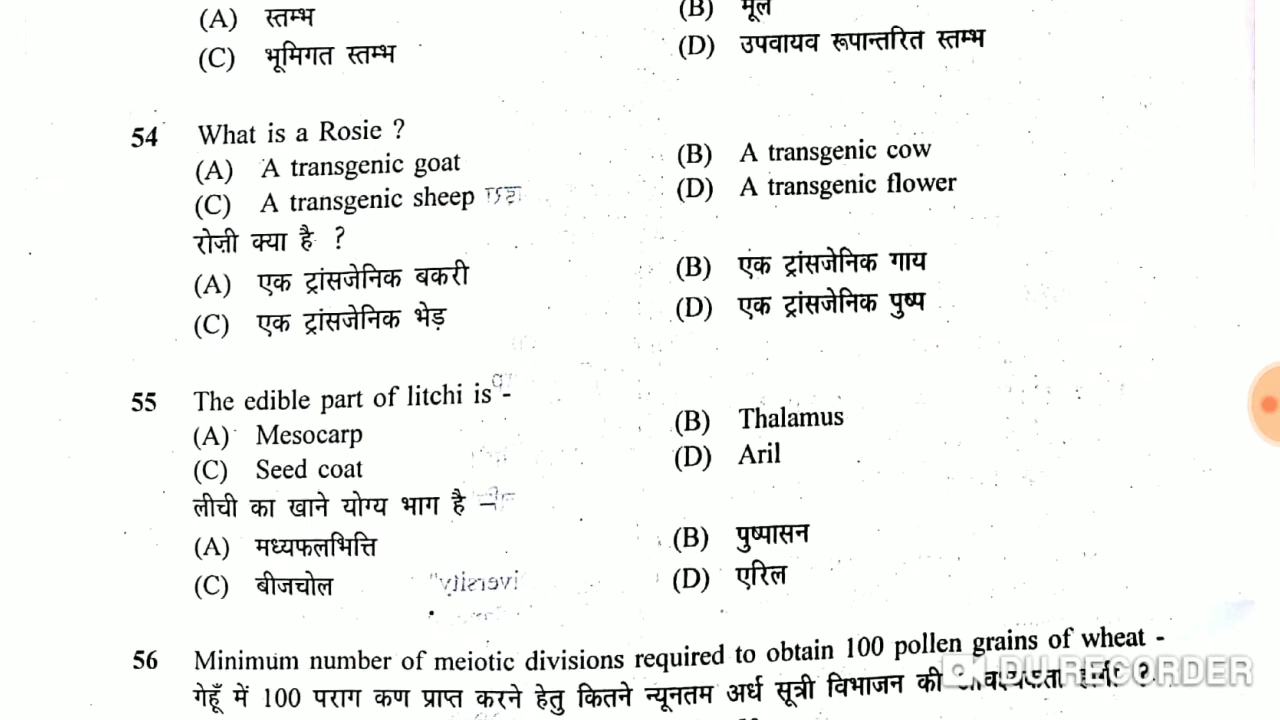 (A) स्तम्भ (B) मूल
(C) भूमिगत स्तम्भ (D) उपवायव रूपान्तरित स्तम्भ
54 What is a Rosie ?
(A) A transgenic goat (B) A transgenic cow
(C) A transgenic sheep (D) A transgenic flower
रोज़ी क्या है ?
(A) एक ट्रांसजेनिक बकरी (B) एक ट्रांसजेनिक गाय
(C) एक ट्रांसजेनिक भेड़ (D) एक ट्रांसजेनिक पुष्प
55 The edible part of litchi is -
(A) Mesocarp (B) Thalamus
(C) Seed coat (D) Aril
लीची का खाने योग्य भाग है –
(A) मध्यफलभित्ति (B) पुष्पासन
(C) बीजचोल (D) एरिल
56 Minimum number of meiotic divisions required to obtain 100 pollen grains of wheat -
गेहूँ में 100 पराग कण प्राप्त करने हेतु कितने न्यूनतम अर्ध सूत्री विभाजन की ?
DU RECORDER